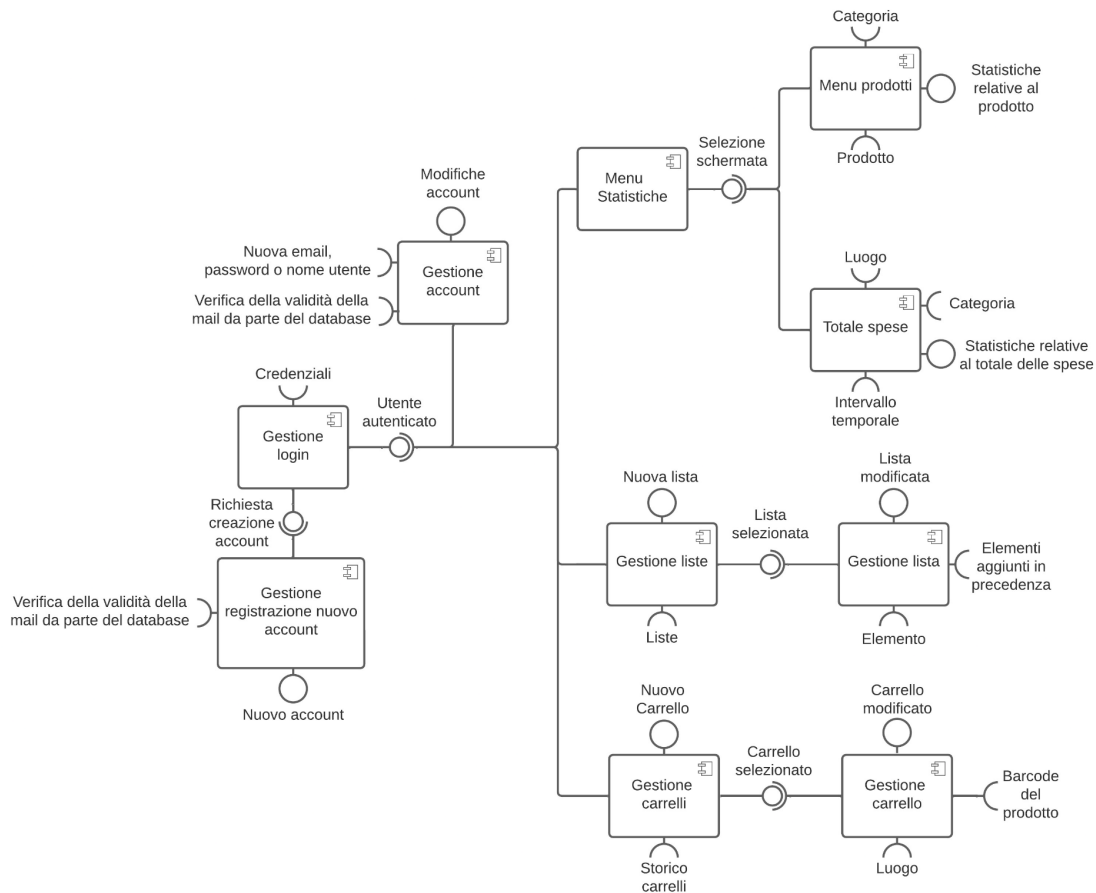 Categoria
Menu prodotti
Statistiche
relative al
prodotto
Prodotto
Selezione
schermata
Menu
Statistiche
Modifiche
account
Nuova email,
password o nome utente
Gestione
account
Verifica della validità della
mail da parte del database
Luogo
Categoria
Totale spese
Statistiche relative
al totale delle spese
Intervallo
temporale
Credenziali
Gestione
login
Utente
autenticato
Richiesta
creazione
account
Gestione
registrazione nuovo
account
Verifica della validità della
mail da parte del database
Nuovo account
Nuova lista
Gestione liste
Liste
Lista
selezionata
Lista
modificata
Gestione lista
Elementi
aggiunti in
precedenza
Elemento
Nuovo
Carrello
Gestione
carrelli
Storico
carrelli
Carrello
selezionato
Carrello
modificato
Gestione
carrello
Barcode
del
prodotto
Luogo